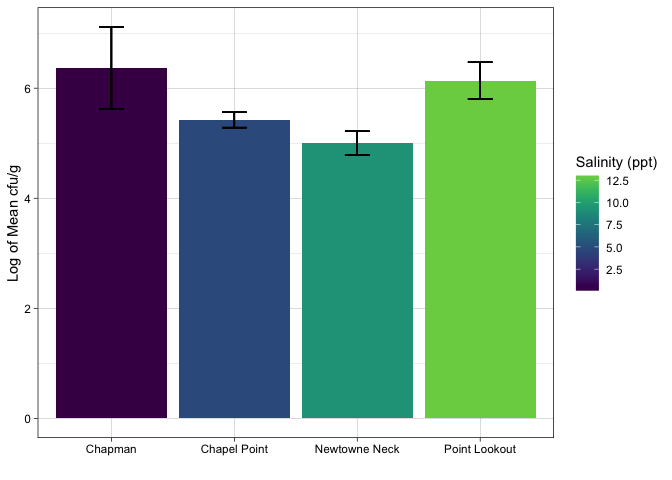 Log of Mean cfu/g
6
4
2
0
Chapman
Chapel Point
Newtowne Neck
Point Lookout
Salinity (ppt)
12.5
10.0
7.5
5.0
2.5